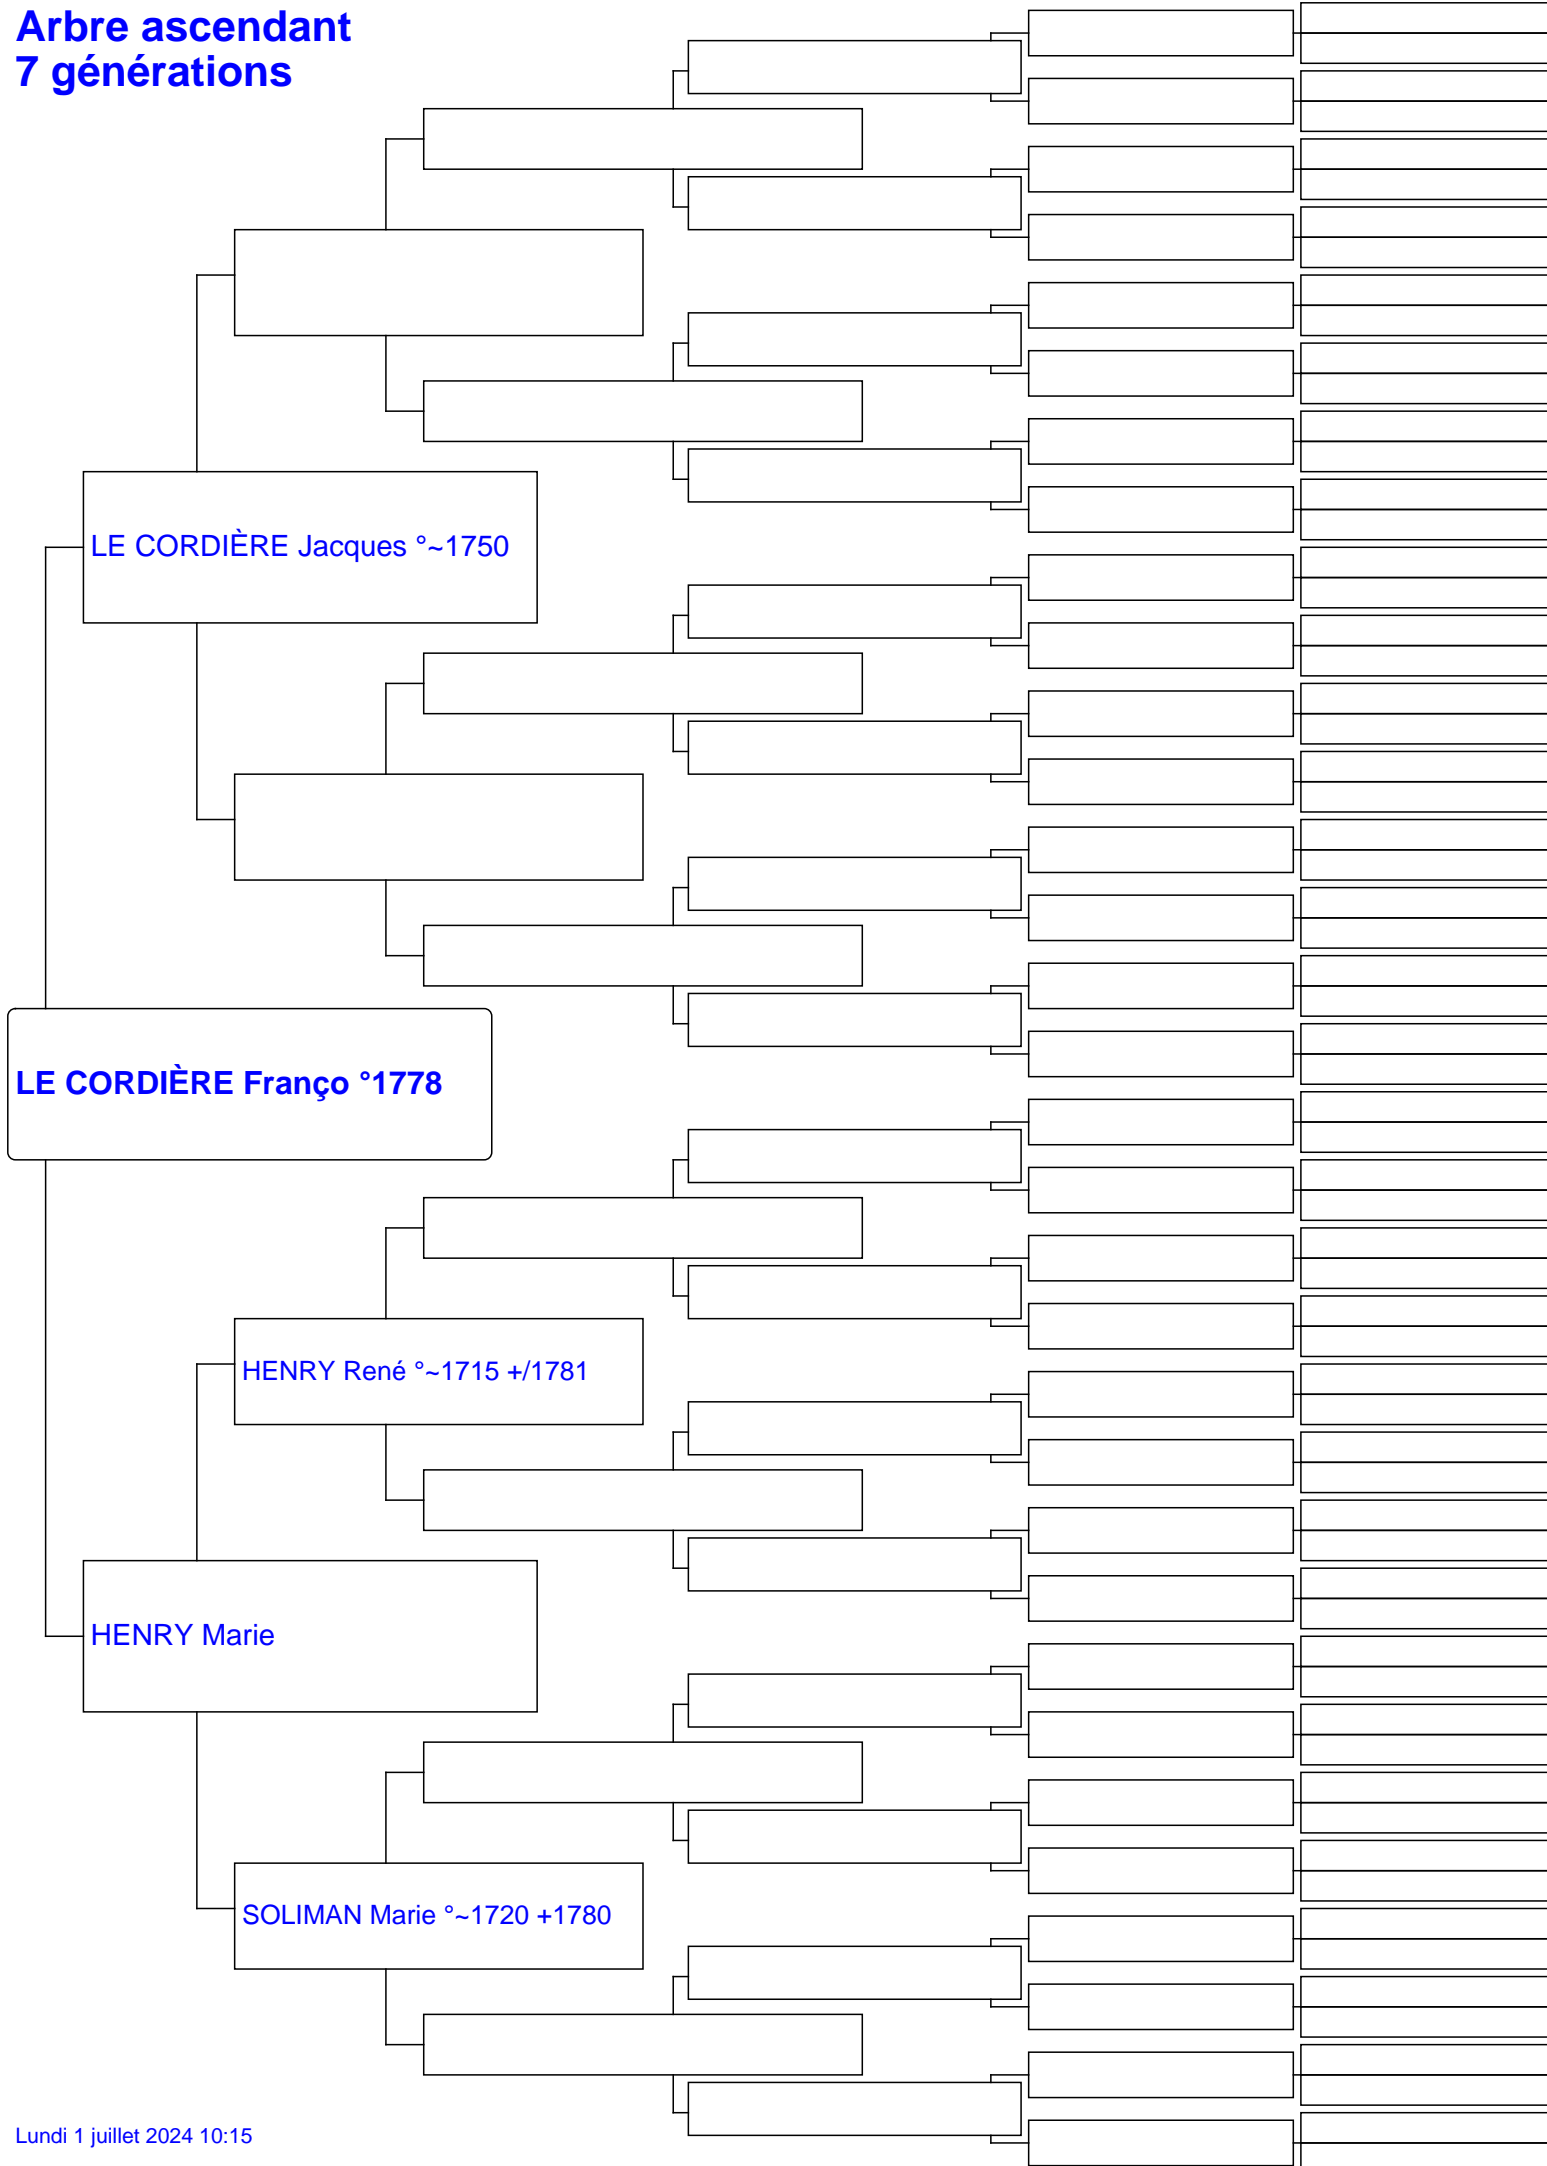 Arbre ascendant
7 générations
LE CORDIÈRE Jacques °~1750
LE CORDIÈRE Franço °1778
HENRY René °~1715 +/1781
HENRY Marie
SOLIMAN Marie °~1720 +1780
Lundi 1 juillet 2024 10:15